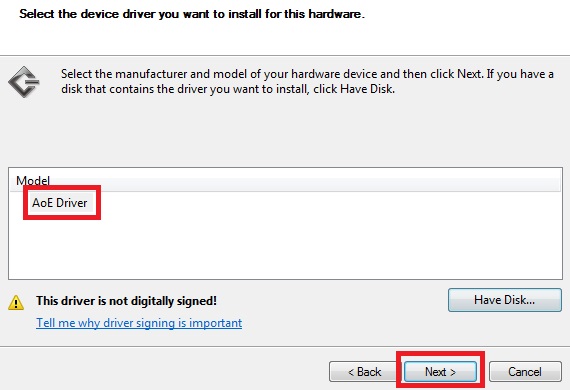 Select the device driver you want to install for this hardware.
Select the manufacturer and model of your hardware device and then click Next. If you have a
disk that contains the driver you want to install, click Have Disk.
Model
AoE Driver
This driver is not digitally signed!
Have Disk...
Tell me why driver signing is important
< Back
Next >
Cancel